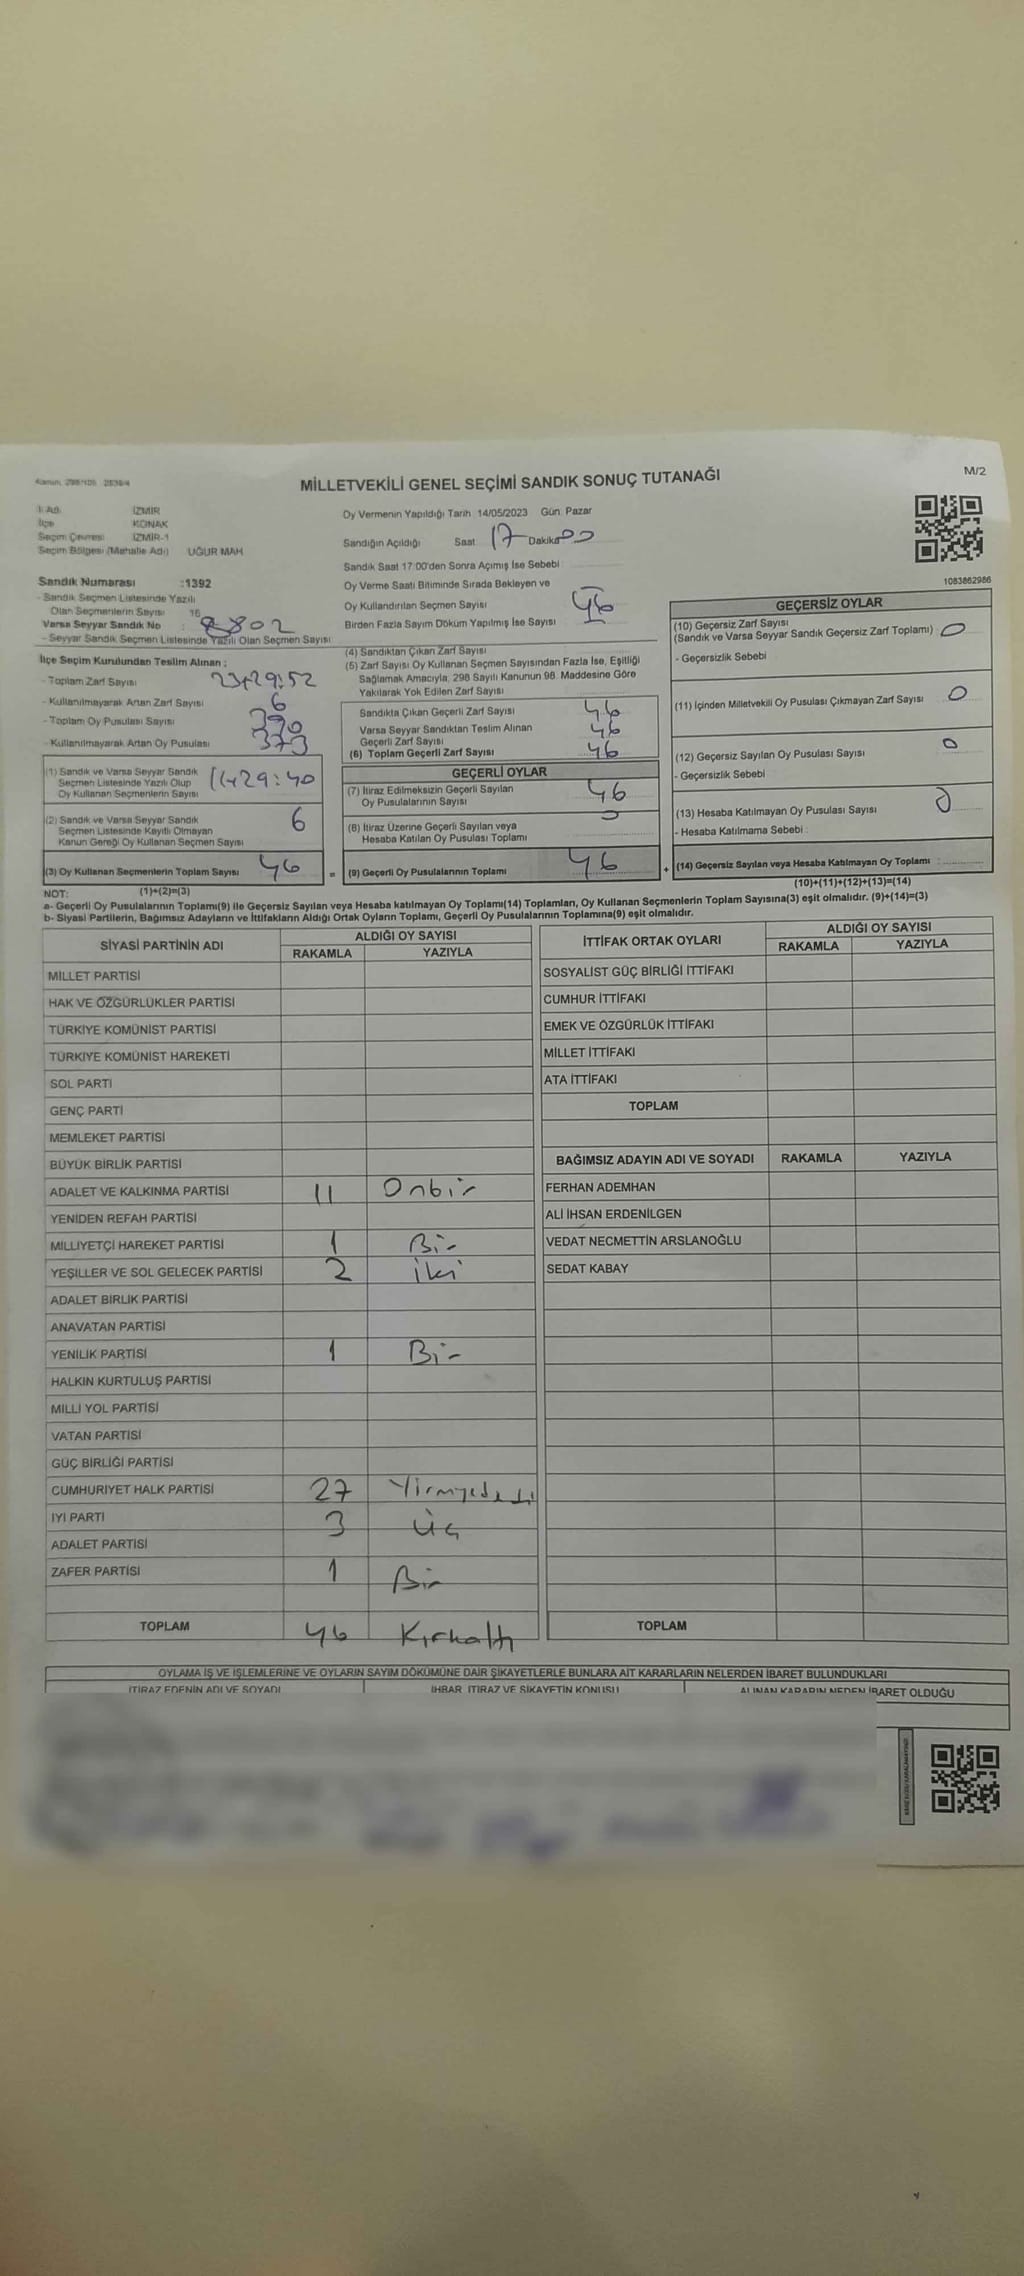 MİLLETVEKİLİ GENEL SEÇİMİ SANDIK SONUÇ TUTANAĞI
M/2
İl Adı İZMİR
İlçe KONAK
Seçim Çevresi İZMİR-1
Seçim Bölgesi (Mahalle Adı) UĞUR MAH
Sandık Numarası :1392
- Sandık Seçmen Listesinde Yazılı
Olan Seçmenlerin Sayısı 16
Varsa Seyyar Sandık No :
- Seyyar Sandık Seçmen Listesinde Yazılı Olan Seçmen Sayısı
İlçe Seçim Kurulundan Teslim Alınan :
- Toplam Zarf Sayısı 23+29:52
- Kullanılmayarak Artan Zarf Sayısı 6
- Toplam Oy Pusulası Sayısı
- Kullanılmayarak Artan Oy Pusulası 373
(1) Sandık ve Varsa Seyyar Sandık
Seçmen Listesinde Yazılı Olup
Oy Kullanan Seçmenlerin Sayısı 11+29:40
(2) Sandık ve Varsa Seyyar Sandık
Seçmen Listesinde Kayıtlı Olmayan
Kanun Gereği Oy Kullanan Seçmen Sayısı 6
(3) Oy Kullanan Seçmenlerin Toplam Sayısı 46
Oy Vermenin Yapıldığı Tarih 14/05/2023 Gün Pazar
Sandığın Açıldığı Saat 17 Dakika 00
Sandık Saat 17:00'den Sonra Açımış İse Sebebi
Oy Verme Saati Bitiminde Sırada Bekleyen ve
Oy Kullandırılan Seçmen Sayısı
Birden Fazla Sayım Döküm Yapılmış İse Sayısı
(4) Sandıktan Çıkan Zarf Sayısı 46
(5) Zarf Sayısı Oy Kullanan Seçmen Sayısından Fazla İse, Eşitliği
Sağlamak Amacıyla, 298 Sayılı Kanunun 98. Maddesine Göre
Yakılarak Yok Edilen Zarf Sayısı
Sandıkta Çıkan Geçerli Zarf Sayısı 46
Varsa Seyyar Sandıktan Teslim Alınan
Geçerli Zarf Sayısı 46
(6) Toplam Geçerli Zarf Sayısı 46
GEÇERLİ OYLAR
(7) İtiraz Edilmeksizin Geçerli Sayılan
Oy Pusulalarının Sayısı 46
(8) İtiraz Üzerine Geçerli Sayılan veya
Hesaba Katılan Oy Pusulası Toplamı 0
= (9) Geçerli Oy Pusulalarının Toplamı 46
1083862986
GEÇERSİZ OYLAR
(10) Geçersiz Zarf Sayısı
(Sandık ve Varsa Seyyar Sandık Geçersiz Zarf Toplamı) 0
- Geçersizlik Sebebi
(11) İçinden Milletvekili Oy Pusulası Çıkmayan Zarf Sayısı 0
(12) Geçersiz Sayılan Oy Pusulası Sayısı 0
- Geçersizlik Sebebi
(13) Hesaba Katılmayan Oy Pusulası Sayısı 0
- Hesaba Katılmama Sebebi :
+ (14) Geçersiz Sayılan veya Hesaba Katılmayan Oy Toplamı :
NOT: (1)+(2)=(3)
(10)+(11)+(12)+(13)=(14)
a- Geçerli Oy Pusulalarının Toplamı(9) ile Geçersiz Sayılan veya Hesaba katılmayan Oy Toplamı(14) Toplamları, Oy Kullanan Seçmenlerin Toplam Sayısına(3) eşit olmalıdır. (9)+(14)=(3)
b- Siyasi Partilerin, Bağımsız Adayların ve İttifakların Aldığı Ortak Oyların Toplamı, Geçerli Oy Pusulalarının Toplamına(9) eşit olmalıdır.
SİYASİ PARTİNİN ADI ALDIĞI OY SAYISI
RAKAMLA YAZIYLA
MİLLET PARTİSİ
HAK VE ÖZGÜRLÜKLER PARTİSİ
TÜRKİYE KOMÜNİST PARTİSİ
TÜRKİYE KOMÜNİST HAREKETİ
SOL PARTİ
GENÇ PARTİ
MEMLEKET PARTİSİ
BÜYÜK BİRLİK PARTİSİ
ADALET VE KALKINMA PARTİSİ 11 Onbir
YENİDEN REFAH PARTİSİ
MİLLİYETÇİ HAREKET PARTİSİ 1 Bir
YEŞİLLER VE SOL GELECEK PARTİSİ 2 iki
ADALET BİRLİK PARTİSİ
ANAVATAN PARTİSİ
YENİLİK PARTİSİ 1 Bir
HALKIN KURTULUŞ PARTİSİ
MİLLİ YOL PARTİSİ
VATAN PARTİSİ
GÜÇ BİRLİĞİ PARTİSİ
CUMHURİYET HALK PARTİSİ 27 Yirmiyedi
İYİ PARTİ 3 üç
ADALET PARTİSİ
ZAFER PARTİSİ 1 Bir
TOPLAM 46 Kırkaltı
İTTİFAK ORTAK OYLARI ALDIĞI OY SAYISI
RAKAMLA YAZIYLA
SOSYALİST GÜÇ BİRLİĞİ İTTİFAKI
CUMHUR İTTİFAKI
EMEK VE ÖZGÜRLÜK İTTİFAKI
MİLLET İTTİFAKI
ATA İTTİFAKI
TOPLAM
BAĞIMSIZ ADAYIN ADI VE SOYADI RAKAMLA YAZIYLA
FERHAN ADEMHAN
ALİ İHSAN ERDENİLGEN
VEDAT NECMETTİN ARSLANOĞLU
SEDAT KABAY
TOPLAM
OYLAMA İŞ VE İŞLEMLERİNE VE OYLARIN SAYIM DÖKÜMÜNE DAİR ŞİKAYETLERLE BUNLARA AİT KARARLARIN NELERDEN İBARET BULUNDUKLARI
İTİRAZ EDENİN ADI VE SOYADI İHBAR, İTİRAZ VE ŞİKAYETİN KONUSU ALINAN KARARIN NEDEN İBARET OLDUĞU